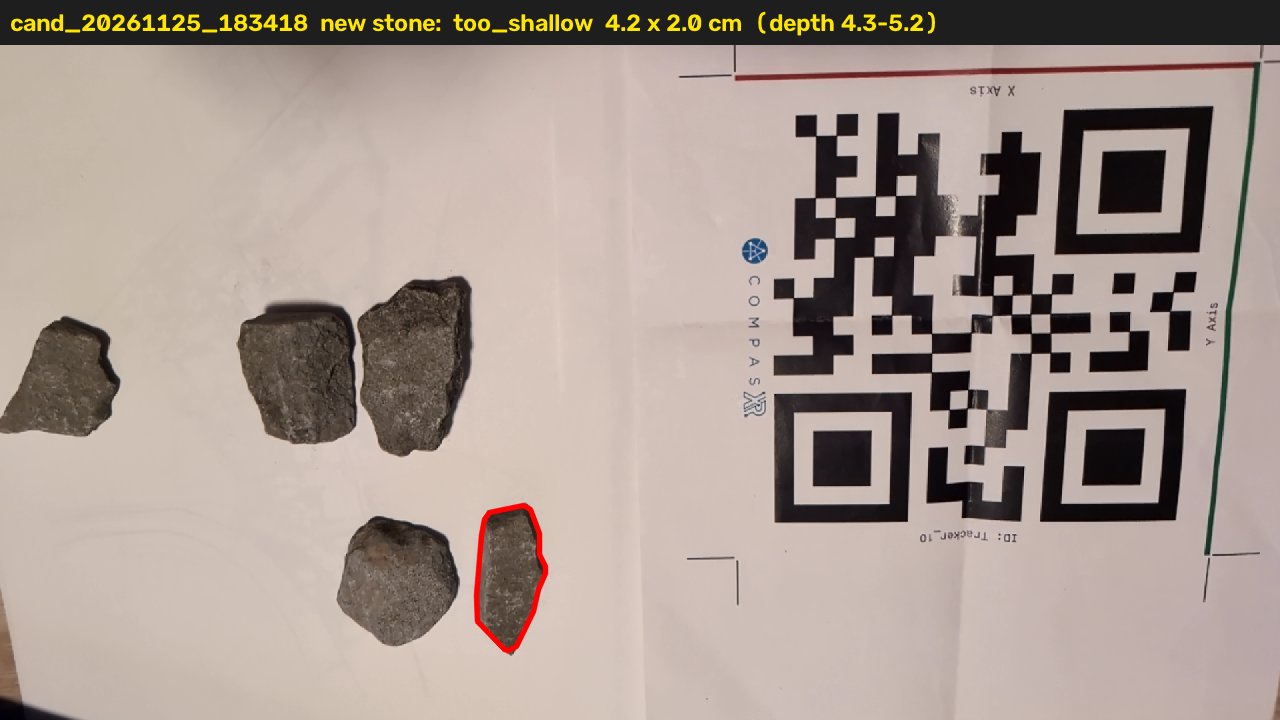 cand_20261125_183418 new stone: too_shallow 4.2 x 2.0 cm (depth 4.3-5.2)
X Axis
Y Axis
COMPAS XR
ID: Tracker_10